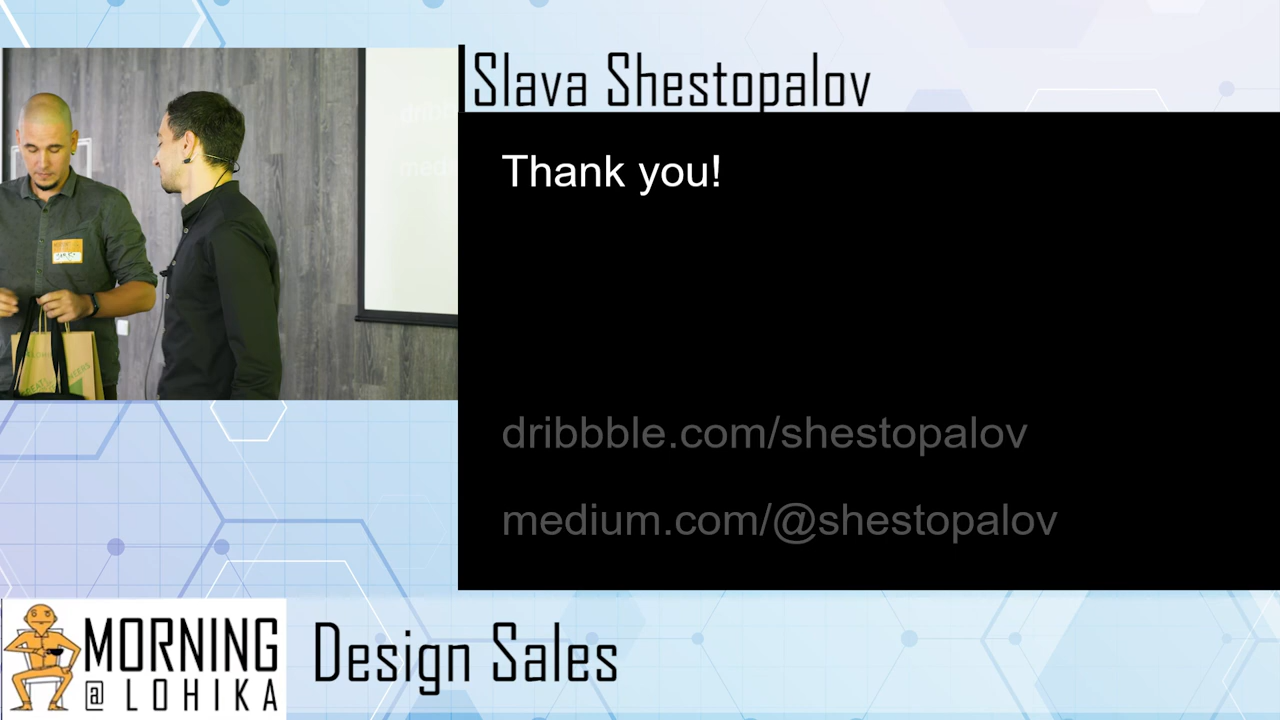 Slava Shestopalov
Thank you!
dribbble.com/shestopalov
medium.com/@shestopalov
MORNING
@ LOHIKA
Design Sales